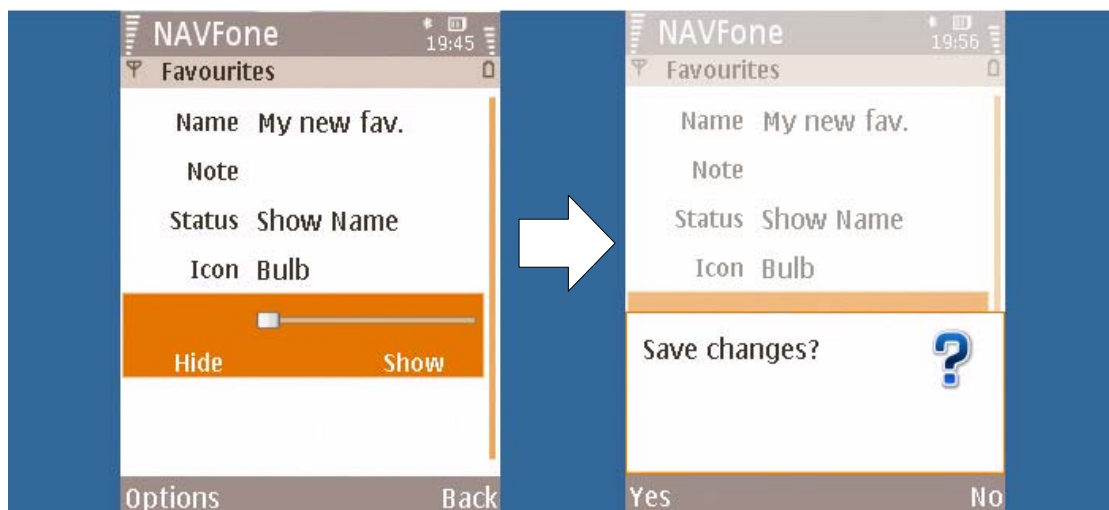 NAVFone
19:45
Favourites
Name My new fav.
Note
Status Show Name
Icon Bulb
Hide Show
Options Back
NAVFone
19:56
Favourites
Name My new fav.
Note
Status Show Name
Icon Bulb
Save changes?
Yes No